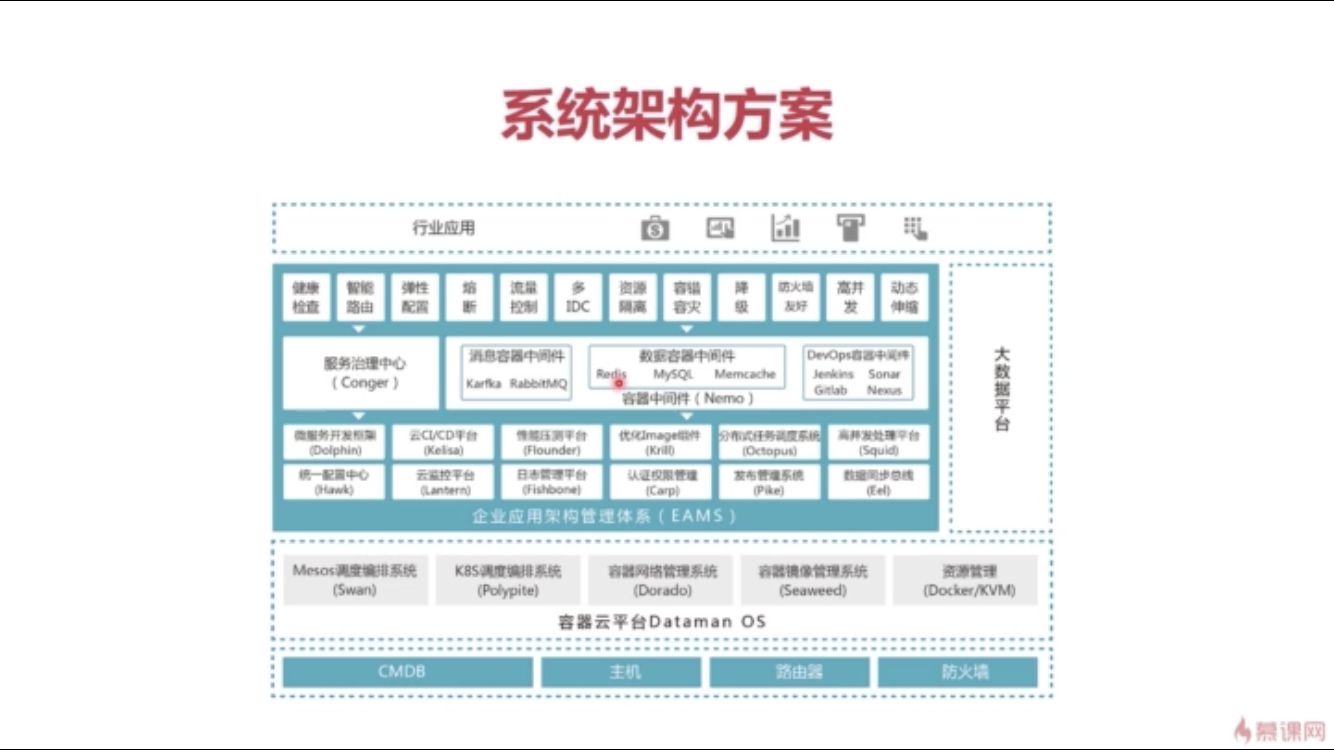 系统架构方案
行业应用
健康
检查
智能
路由
弹性
配置
熔
断
流量
控制
多
IDC
资源
隔离
容错
容灾
降
级
防火墙
友好
高并
发
动态
伸缩
服务治理中心
(Conger)
消息容器中间件
Karfka RabbitMQ
数据容器中间件
Redis MySQL Memcache
DevOps容器中间件
Jenkins Sonar
Gitlab Nexus
容器中间件(Nemo)
微服务开发框架
(Dolphin)
云CI/CD平台
(Kelisa)
性能压测平台
(Flounder)
优化Image组件
(Krill)
分布式任务调度系统
(Octopus)
高并发处理平台
(Squid)
统一配置中心
(Hawk)
云监控平台
(Lantern)
日志管理平台
(Fishbone)
认证权限管理
(Carp)
发布管理系统
(Pike)
数据同步总线
(Eel)
企业应用架构管理体系(EAMS)
大数据平台
Mesos调度编排系统
(Swan)
K8S调度编排系统
(Polypite)
容器网络管理系统
(Dorado)
容器镜像管理系统
(Seaweed)
资源管理
(Docker/KVM)
容器云平台Dataman OS
CMDB
主机
路由器
防火墙
慕课网